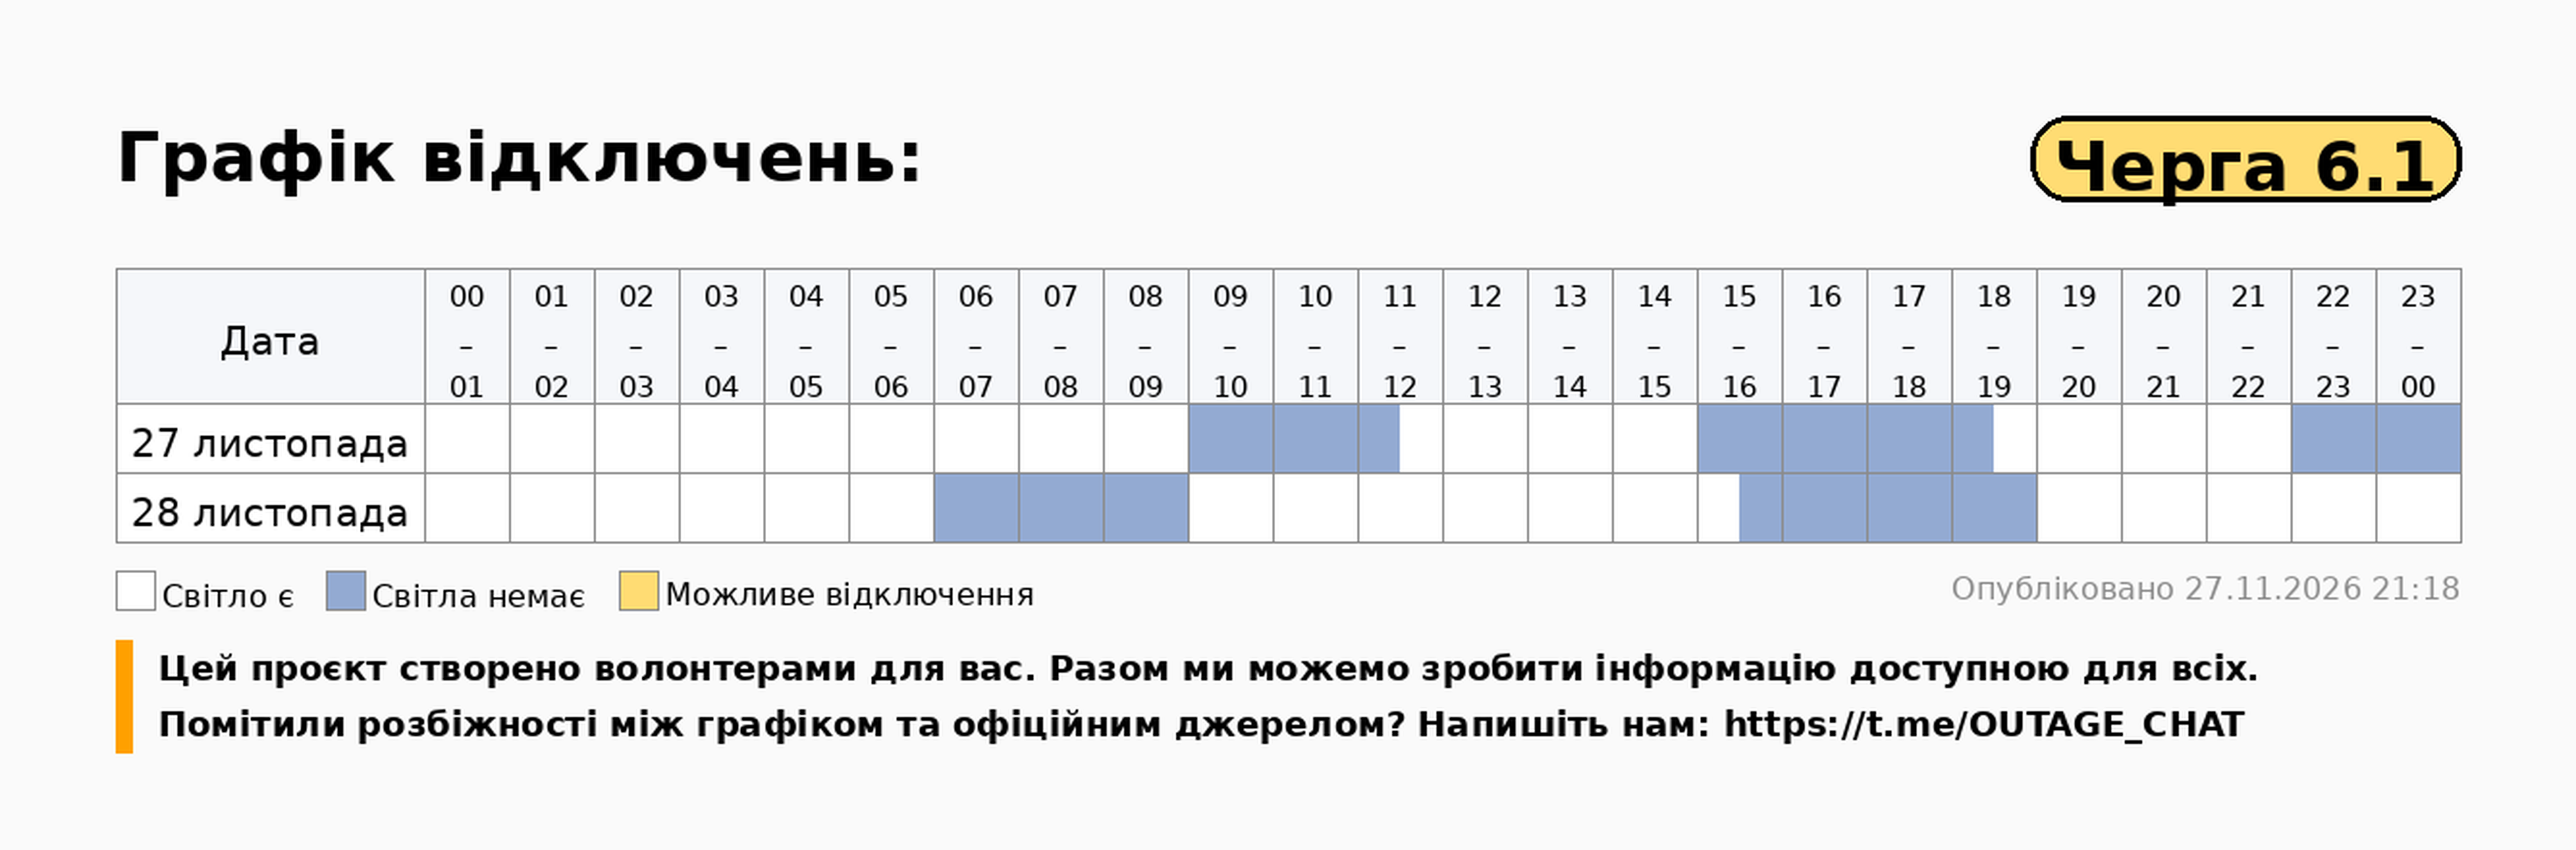 Графік відключень:
Черга 6.1
Дата
00 – 01
01 – 02
02 – 03
03 – 04
04 – 05
05 – 06
06 – 07
07 – 08
08 – 09
09 – 10
10 – 11
11 – 12
12 – 13
13 – 14
14 – 15
15 – 16
16 – 17
17 – 18
18 – 19
19 – 20
20 – 21
21 – 22
22 – 23
23 – 00
27 листопада
28 листопада
Світло є
Світла немає
Можливе відключення
Опубліковано 27.11.2026 21:18
Цей проєкт створено волонтерами для вас. Разом ми можемо зробити інформацію доступною для всіх.
Помітили розбіжності між графіком та офіційним джерелом? Напишіть нам: https://t.me/OUTAGE_CHAT